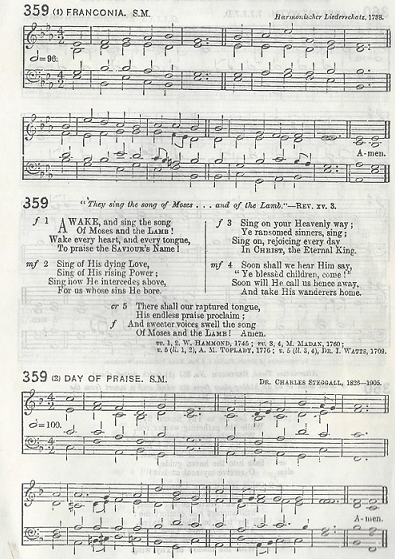 359 (1) FRANCONIA. S.M. Harmonischer Liederschatz, 1738.
=96.
A-men.
359 "They sing the song of Moses . . . and of the Lamb."—REV. XV. 3.
f 1 AWAKE, and sing the song
Of Moses and the LAMB!
Wake every heart, and every tongue,
To praise the SAVIOUR'S Name!
mf 2 Sing of His dying Love,
Sing of His rising Power;
Sing how He intercedes above,
For us whose sins He bore.
f 3 Sing on your Heavenly way;
Ye ransomed sinners, sing;
Sing on, rejoicing every day
In CHRIST, the Eternal King.
mf 4 Soon shall we hear Him say,
"Ye blessèd children, come!"
Soon will He call us hence away,
And take His wanderers home.
cr 5 There shall our raptured tongue,
His endless praise proclaim;
f And sweeter voices swell the song
Of Moses and the LAMB! Amen.
vv. 1, 2, W. HAMMOND, 1745; vv. 3, 4, M. MADAN, 1760;
v. 5 (ll. 1, 2), A. M. TOPLADY, 1776; v. 5 (ll. 3, 4), DR. I. WATTS, 1709.
359 (2) DAY OF PRAISE. S.M. DR. CHARLES STEGGALL, 1826–1905.
=100.
A-men.